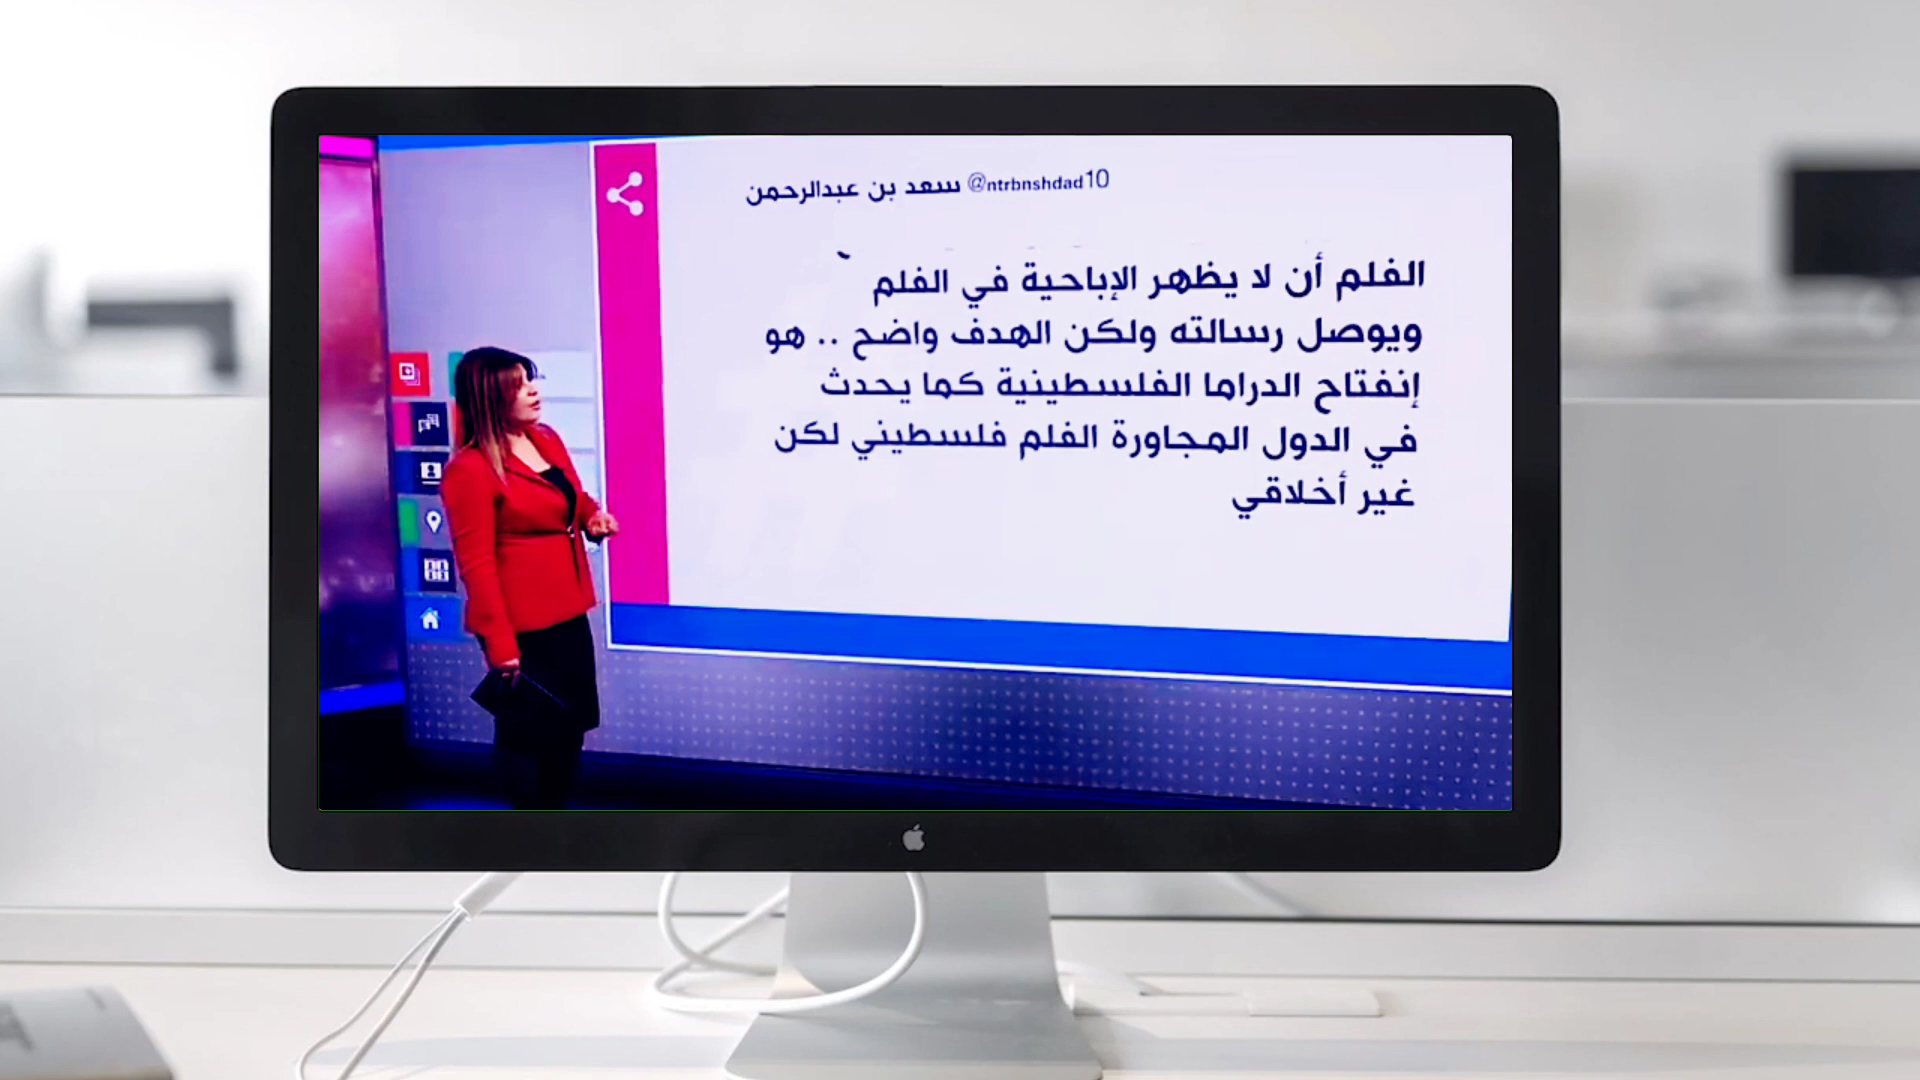 سعد بن عبدالرحمن @ntrbnshdad10
الفلم أن لا يظهر الإباحية في الفلم
ويوصل رسالته ولكن الهدف واضح .. هو
إنفتاح الدراما الفلسطينية كما يحدث
في الدول المجاورة الفلم فلسطيني لكن
غير أخلاقي